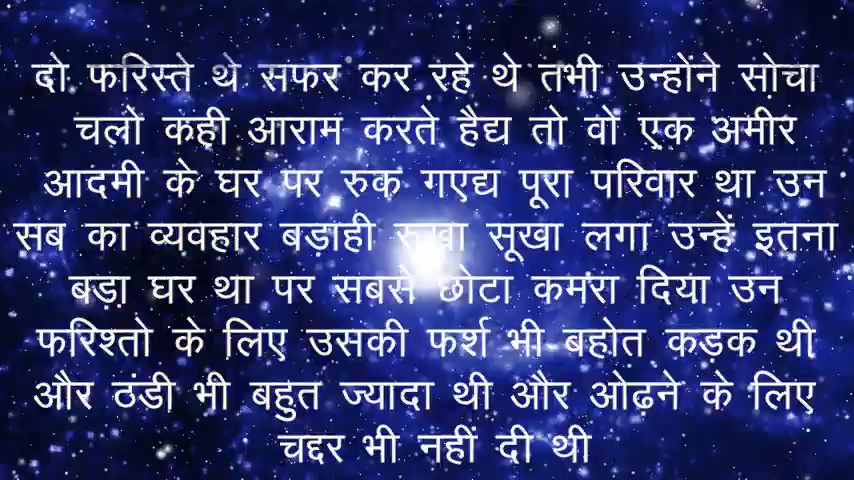 दो फरिस्ते थे सफर कर रहे थे तभी उन्होंने सोचा
चलो कही आराम करते हैद्य तो वो एक अमीर
आदमी के घर पर रुक गएद्य पूरा परिवार था उन
सब का व्यवहार बडाही रुखा सूखा लगा उन्हें इतना
बड़ा घर था पर सबसे छोटा कमरा दिया उन
फरिश्तो के लिए उसकी फर्श भी बहोत कड़क थी
और ठंडी भी बहुत ज्यादा थी और ओढने के लिए
चद्दर भी नहीं दी थी